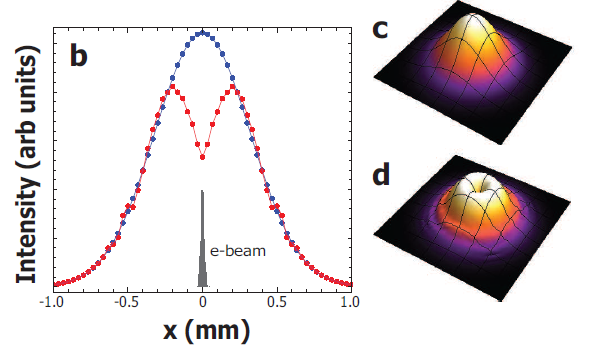 b
c
d
Intensity (arb units)
e-beam
-1.0 -0.5 0 0.5 1.0
x (mm)